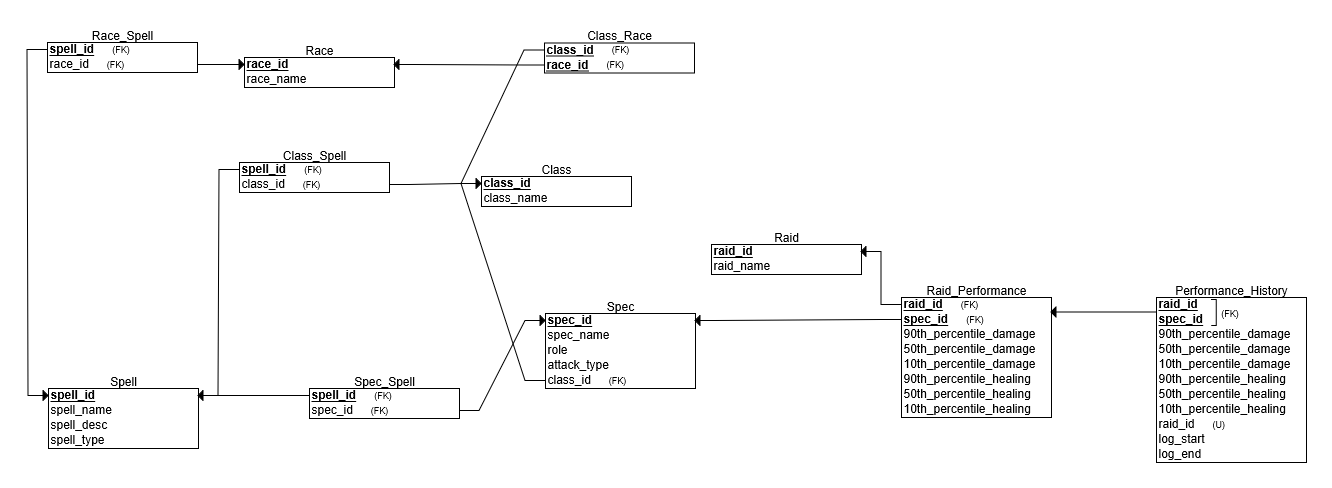 Race_Spell
spell_id (FK)
race_id (FK)
Race
race_id
race_name
Class_Race
class_id (FK)
race_id (FK)
Class_Spell
spell_id (FK)
class_id (FK)
Class
class_id
class_name
Raid
raid_id
raid_name
Spec
spec_id
spec_name
role
attack_type
class_id (FK)
Raid_Performance
raid_id (FK)
spec_id (FK)
90th_percentile_damage
50th_percentile_damage
10th_percentile_damage
90th_percentile_healing
50th_percentile_healing
10th_percentile_healing
Performance_History
raid_id
spec_id (FK)
90th_percentile_damage
50th_percentile_damage
10th_percentile_damage
90th_percentile_healing
50th_percentile_healing
10th_percentile_healing
raid_id (U)
log_start
log_end
Spell
spell_id
spell_name
spell_desc
spell_type
Spec_Spell
spell_id (FK)
spec_id (FK)